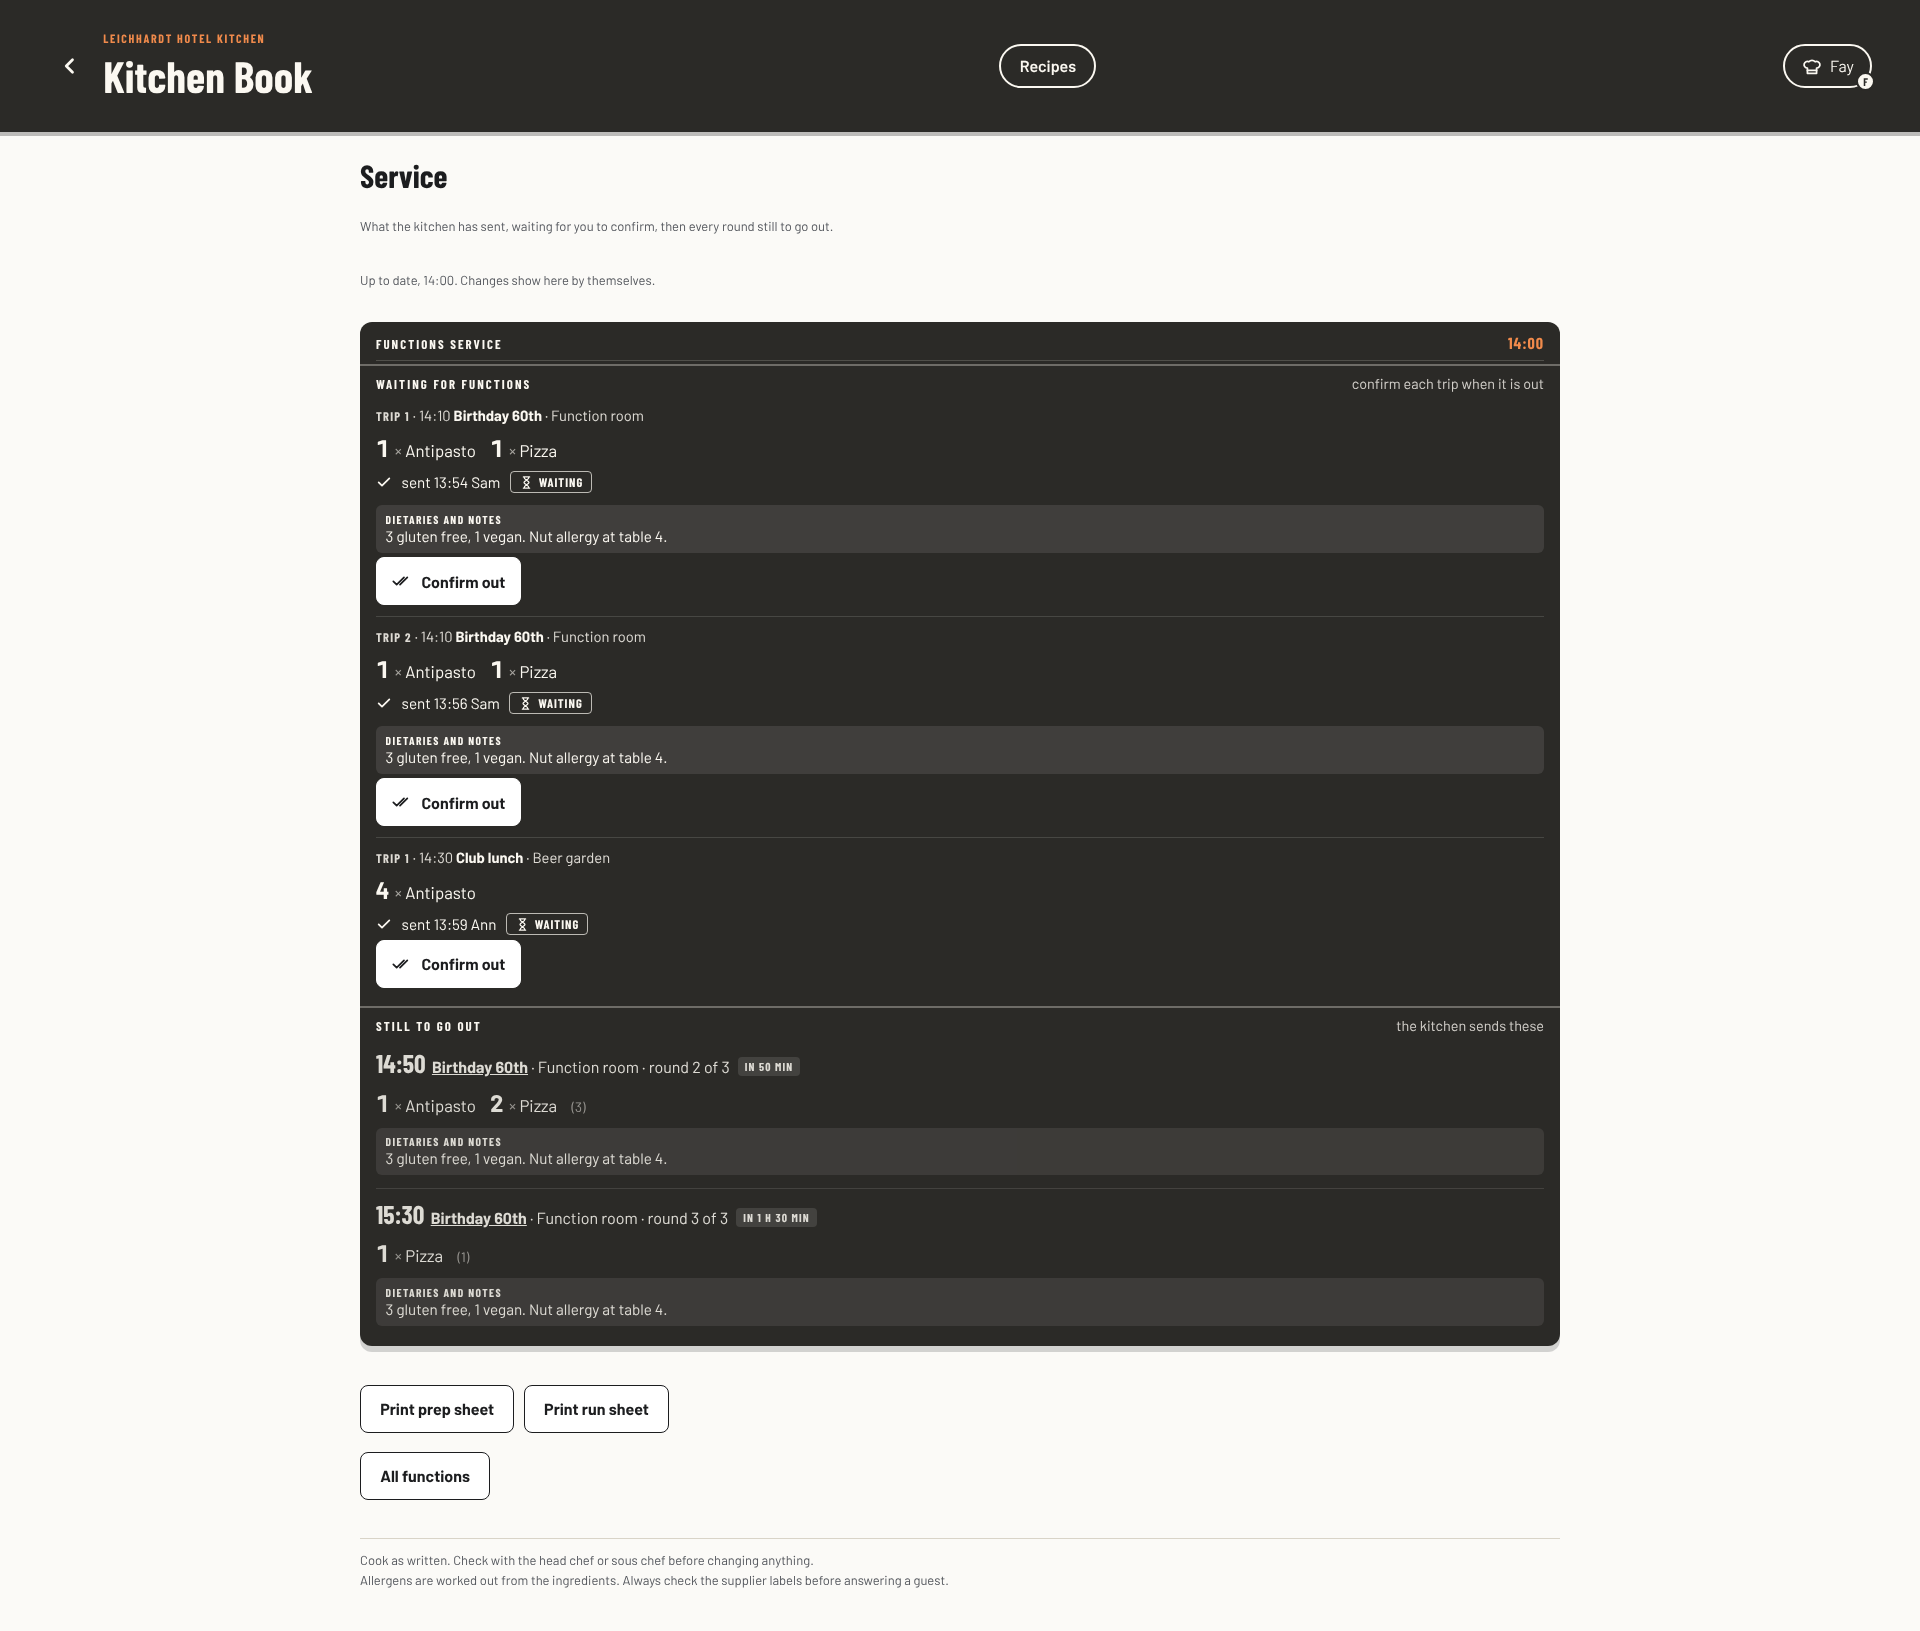 LEICHHARDT HOTEL KITCHEN
Kitchen Book
Recipes
Fay
F
Service
What the kitchen has sent, waiting for you to confirm, then every round still to go out.
Up to date, 14:00. Changes show here by themselves.
FUNCTIONS SERVICE 14:00
WAITING FOR FUNCTIONS confirm each trip when it is out
TRIP 1 · 14:10 Birthday 60th · Function room
1 × Antipasto 1 × Pizza
sent 13:54 Sam WAITING
DIETARIES AND NOTES
3 gluten free, 1 vegan. Nut allergy at table 4.
Confirm out
TRIP 2 · 14:10 Birthday 60th · Function room
1 × Antipasto 1 × Pizza
sent 13:56 Sam WAITING
DIETARIES AND NOTES
3 gluten free, 1 vegan. Nut allergy at table 4.
Confirm out
TRIP 1 · 14:30 Club lunch · Beer garden
4 × Antipasto
sent 13:59 Ann WAITING
Confirm out
STILL TO GO OUT the kitchen sends these
14:50 Birthday 60th · Function room · round 2 of 3 IN 50 MIN
1 × Antipasto 2 × Pizza (3)
DIETARIES AND NOTES
3 gluten free, 1 vegan. Nut allergy at table 4.
15:30 Birthday 60th · Function room · round 3 of 3 IN 1 H 30 MIN
1 × Pizza (1)
DIETARIES AND NOTES
3 gluten free, 1 vegan. Nut allergy at table 4.
Print prep sheet Print run sheet
All functions
Cook as written. Check with the head chef or sous chef before changing anything.
Allergens are worked out from the ingredients. Always check the supplier labels before answering a guest.